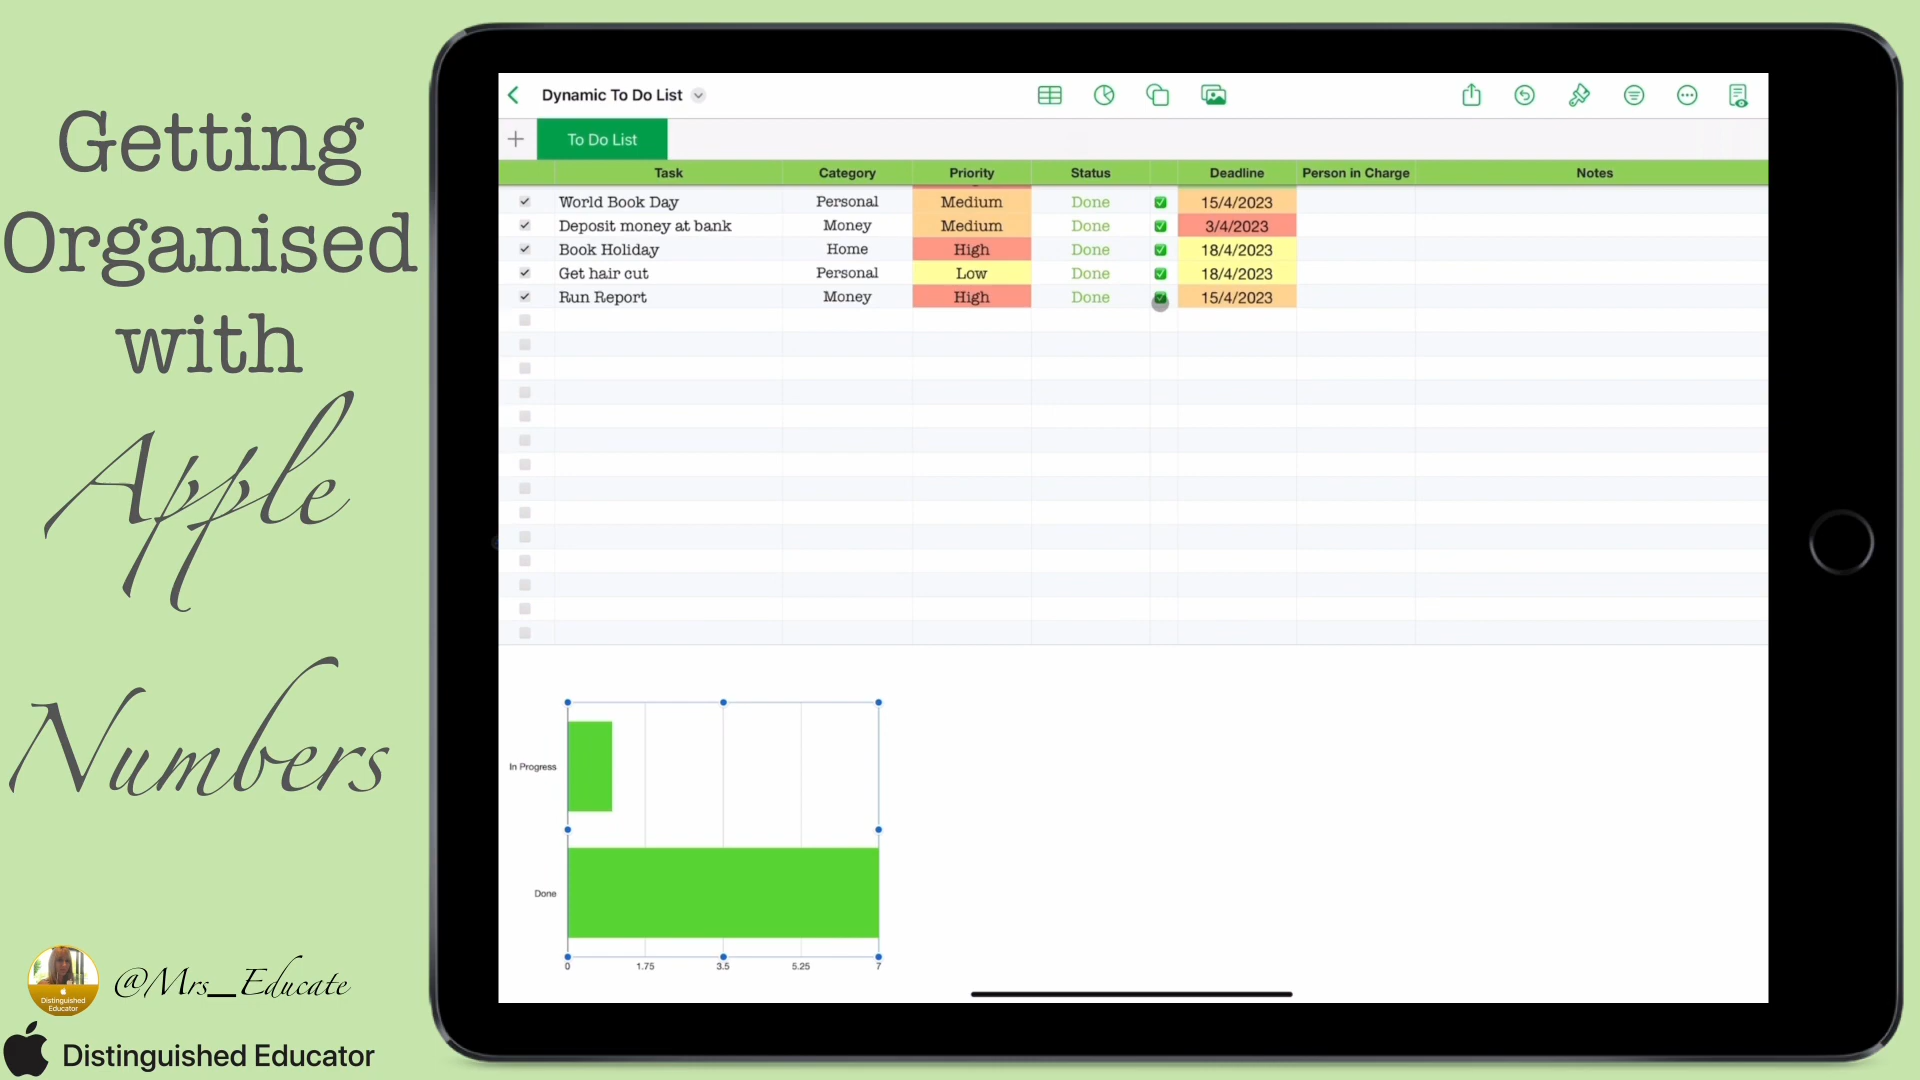 Getting
Organised
with
Apple
Numbers
@Mrs_Educate
Distinguished
Educator
Distinguished Educator
Dynamic To Do List
To Do List
Task Category Priority Status Deadline Person in Charge Notes
World Book Day Personal Medium Done 15/4/2023
Deposit money at bank Money Medium Done 3/4/2023
Book Holiday Home High Done 18/4/2023
Get hair cut Personal Low Done 18/4/2023
Run Report Money High Done 15/4/2023
In Progress
Done
0 1.75 3.5 5.25 7